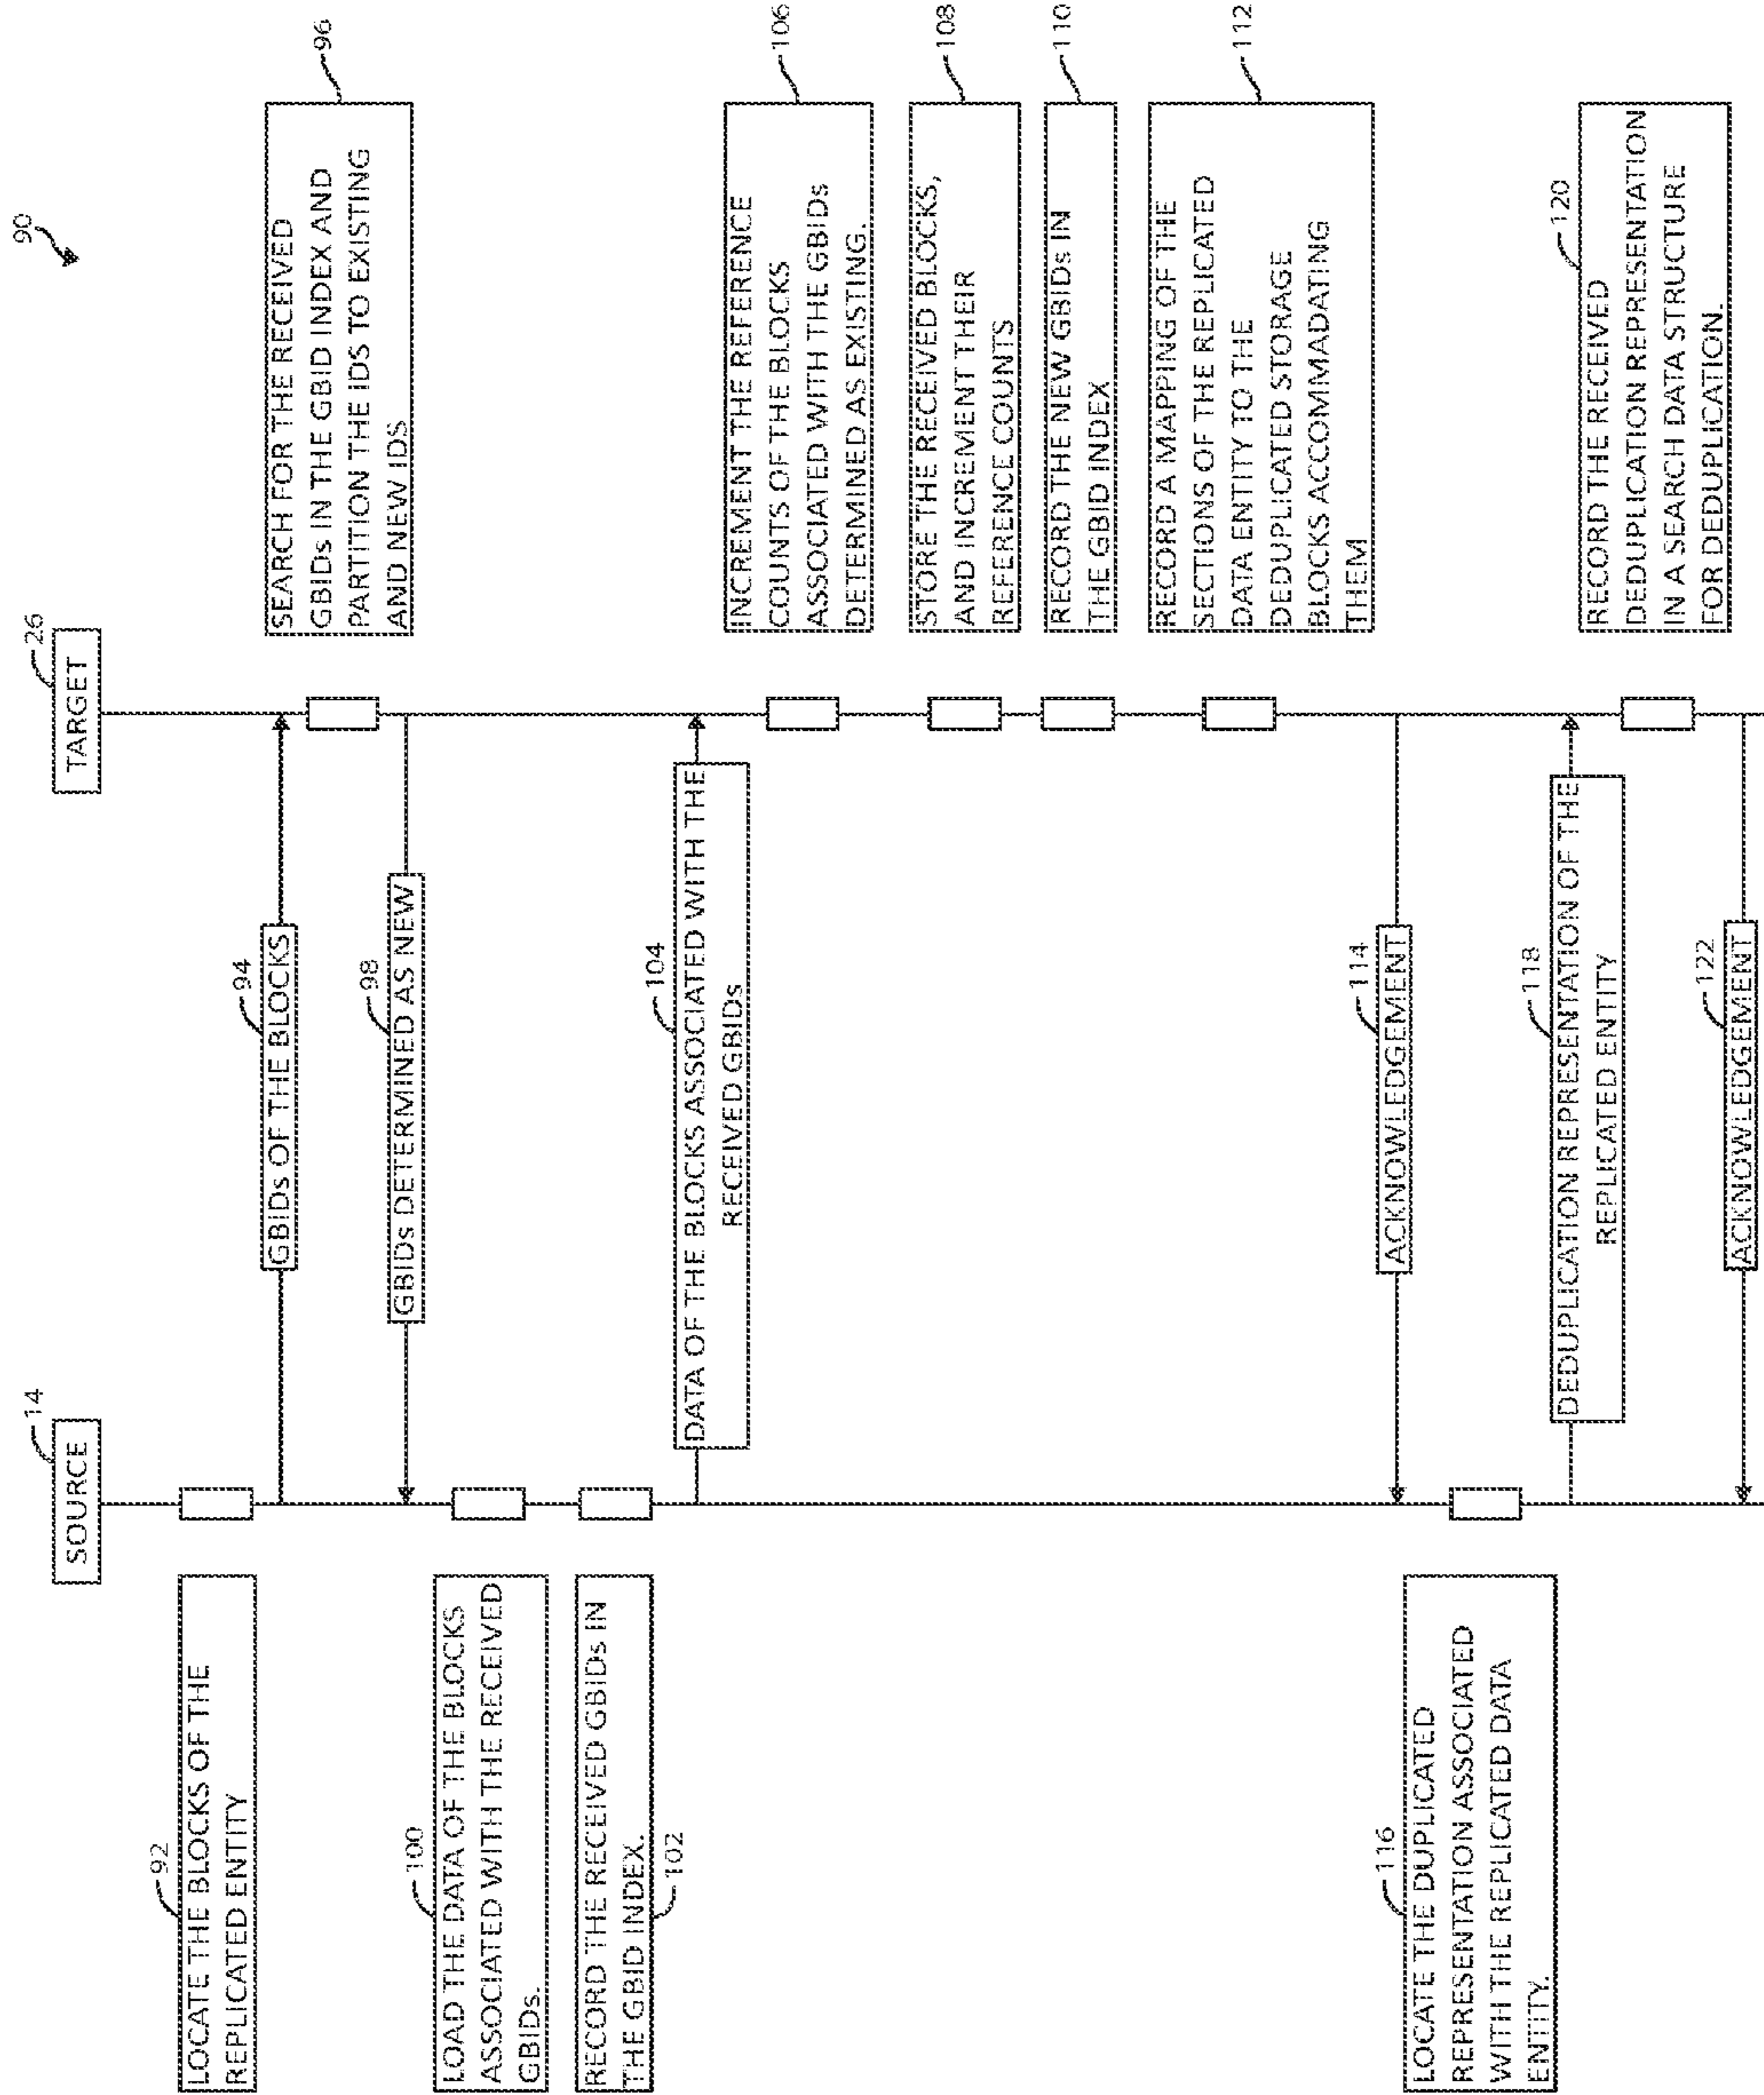 90
SOURCE
14
TARGET
26
92
LOCATE THE BLOCKS OF THE
REPLICATED ENTITY
94
GBIDs OF THE BLOCKS
SEARCH FOR THE RECEIVED
GBIDs IN THE GBID INDEX AND
PARTITION THE IDS TO EXISTING
AND NEW IDS
96
98
GBIDs DETERMINED AS NEW
100
LOAD THE DATA OF THE BLOCKS
ASSOCIATED WITH THE RECEIVED
GBIDs.
RECORD THE RECEIVED GBIDs IN
THE GBID INDEX.
102
104
DATA OF THE BLOCKS ASSOCIATED WITH THE
RECEIVED GBIDs
INCREMENT THE REFERENCE
COUNTS OF THE BLOCKS
ASSOCIATED WITH THE GBIDs
DETERMINED AS EXISTING.
106
STORE THE RECEIVED BLOCKS,
AND INCREMENT THEIR
REFERENCE COUNTS
108
RECORD THE NEW GBIDs IN
THE GBID INDEX
110
RECORD A MAPPING OF THE
SECTIONS OF THE REPLICATED
DATA ENTITY TO THE
DEDUPLICATED STORAGE
BLOCKS ACCOMMADATING
THEM
112
114
ACKNOWLEDGEMENT
116
LOCATE THE DUPLICATED
REPRESENTATION ASSOCIATED
WITH THE REPLICATED DATA
ENTITY.
118
DEDUPLICATION REPRESENTATION OF THE
REPLICATED ENTITY
120
RECORD THE RECEIVED
DEDUPLICATION REPRESENTATION
IN A SEARCH DATA STRUCTURE
FOR DEDUPLICATION.
122
ACKNOWLEDGEMENT